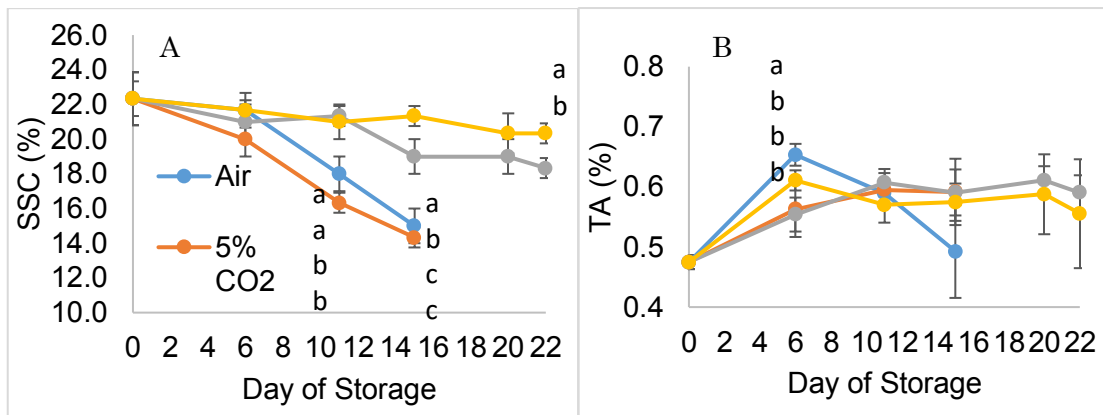 A
26.0
24.0
22.0
20.0
18.0
16.0
14.0
12.0
10.0
SSC (%)
Air
5%
CO2
a
a
b
b
a
b
c
c
a
b
0 2 4 6 8 10 12 14 16 18 20 22
Day of Storage
B
0.8
0.7
0.6
0.5
0.4
TA (%)
a
b
b
b
0 2 4 6 8 10 12 14 16 18 20 22
Day of Storage